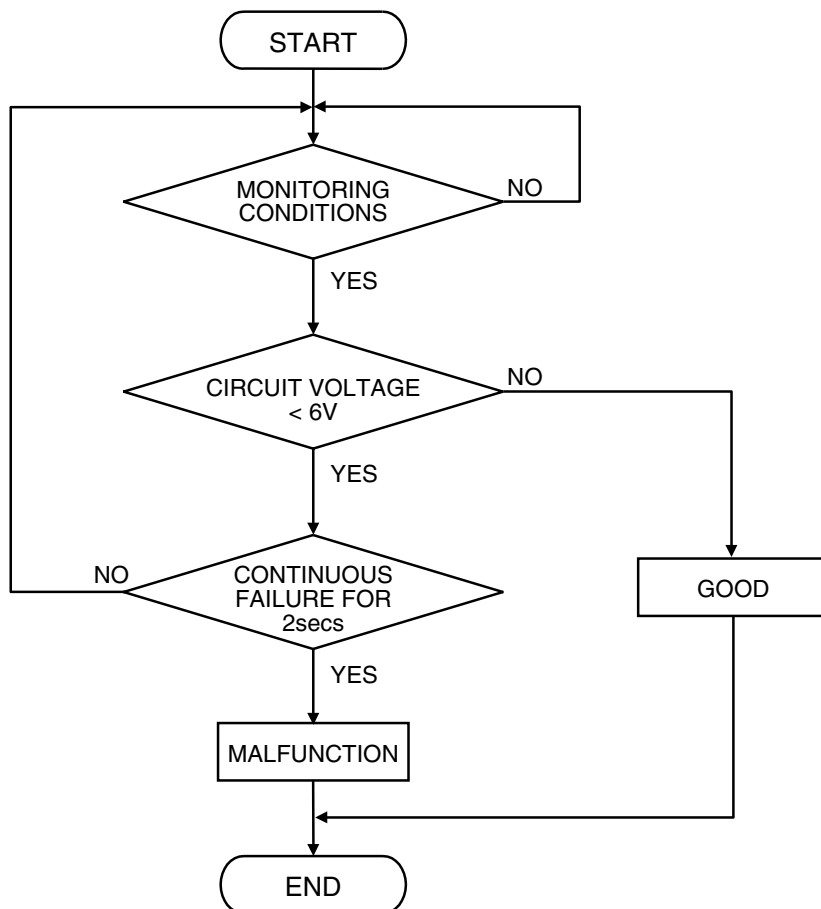 START
MONITORING
CONDITIONS
NO
YES
CIRCUIT VOLTAGE
< 6V
NO
YES
NO
CONTINUOUS
FAILURE FOR
2secs
GOOD
YES
MALFUNCTION
END